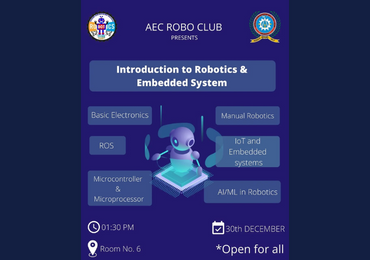 AEC ROBO CLUB
PRESENTS
Introduction to Robotics &
Embedded System
Basic Electronics
Manual Robotics
ROS
IoT and
Embedded
systems
Microcontroller
&
Microprocessor
AI/ML in Robotics
01:30 PM
30th DECEMBER
Room No. 6
*Open for all